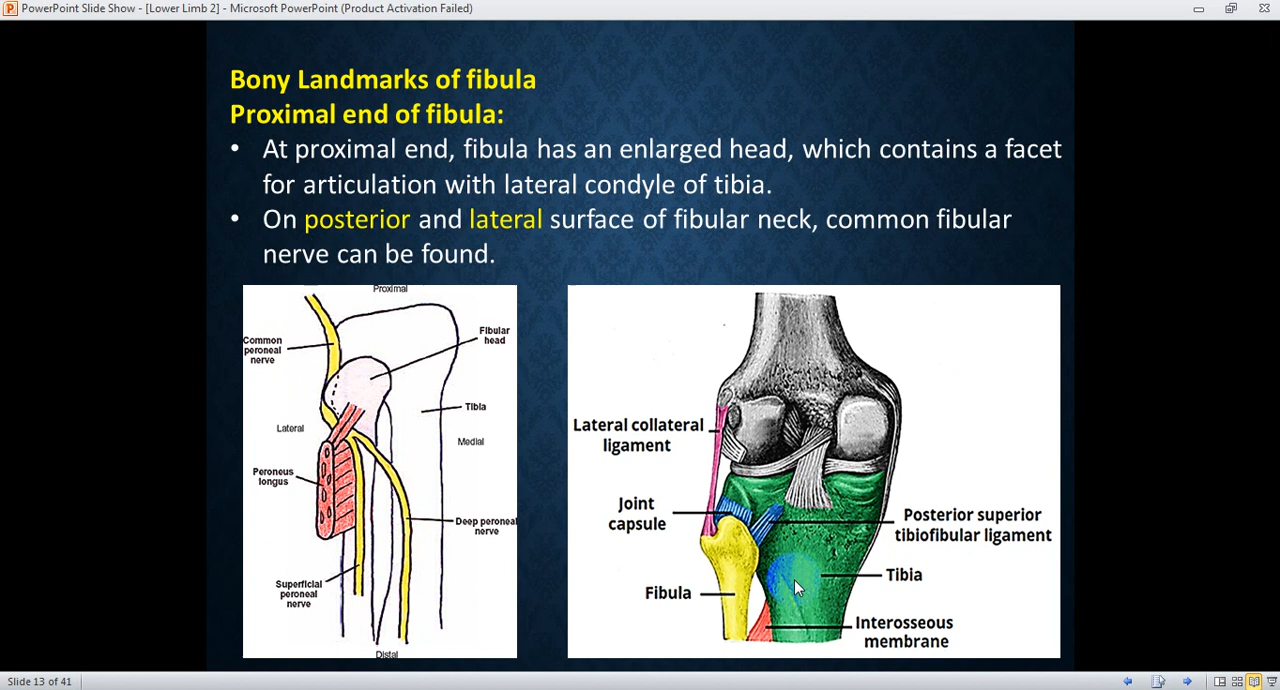 PowerPoint Slide Show - [Lower Limb 2] - Microsoft PowerPoint (Product Activation Failed)
Bony Landmarks of fibula
Proximal end of fibula:
• At proximal end, fibula has an enlarged head, which contains a facet
for articulation with lateral condyle of tibia.
• On posterior and lateral surface of fibular neck, common fibular
nerve can be found.
Proximal
Common
peroneal
nerve
Fibular
head
Tibia
Lateral
Medial
Peroneus
longus
Deep peroneal
nerve
Superficial
peroneal
nerve
Distal
Lateral collateral
ligament
Joint
capsule
Posterior superior
tibiofibular ligament
Tibia
Fibula
Interosseous
membrane
Slide 13 of 41